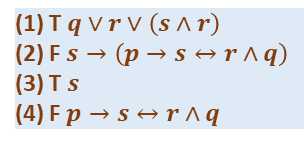 (1) T q ∨ r ∨ (s ∧ r)
(2) F s → (p → s ↔ r ∧ q)
(3) T s
(4) F p → s ↔ r ∧ q